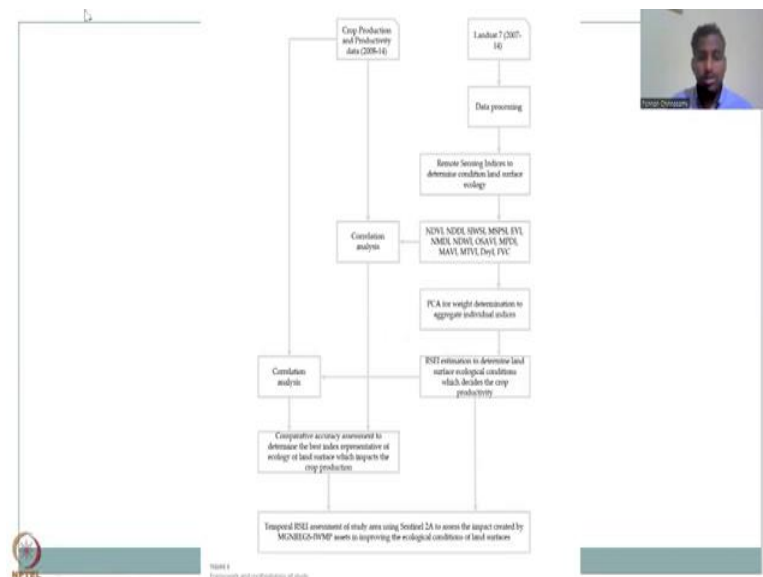 Crop Production
and Productivity
data (2008-14)
Landsat 7 (2007-
14)
Data processing
Remote Sensing Indices to
determine condition land surface
ecology
NDVI, NDDI, SIWSI, MSPSI, EVI,
NMDI, NDWI, OSAVI, MPDI,
MAVI, MTVI, DryI, FVC
Correlation
analysis
PCA for weight determination to
aggregate individual indices
RSEI estimation to determine land
surface ecological conditions
which decides the crop
productivity
Correlation
analysis
Comparative accuracy assessment to
determine the best index representative of
ecology of land surface which impacts the
crop production
Temporal RSEI assessment of study area using Sentinel 2A to assess the impact created by
MGNREGS-IWMP assets in improving the ecological conditions of land surfaces
NPTEL